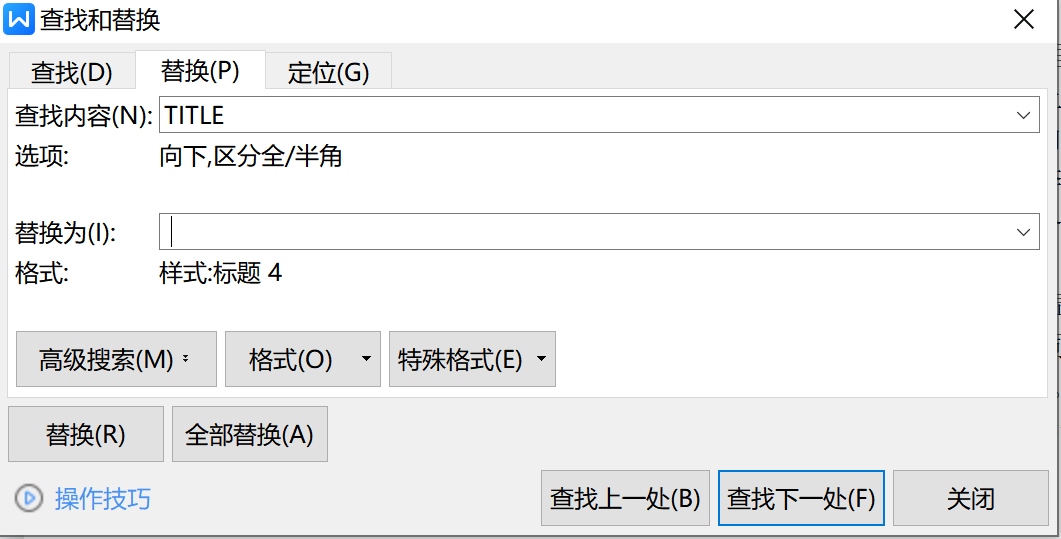 查找和替换
查找(D) 替换(P) 定位(G)
查找内容(N): TITLE
选项: 向下,区分全/半角
替换为(I):
格式: 样式:标题 4
高级搜索(M) 格式(O) 特殊格式(E)
替换(R) 全部替换(A)
操作技巧 查找上一处(B) 查找下一处(F) 关闭